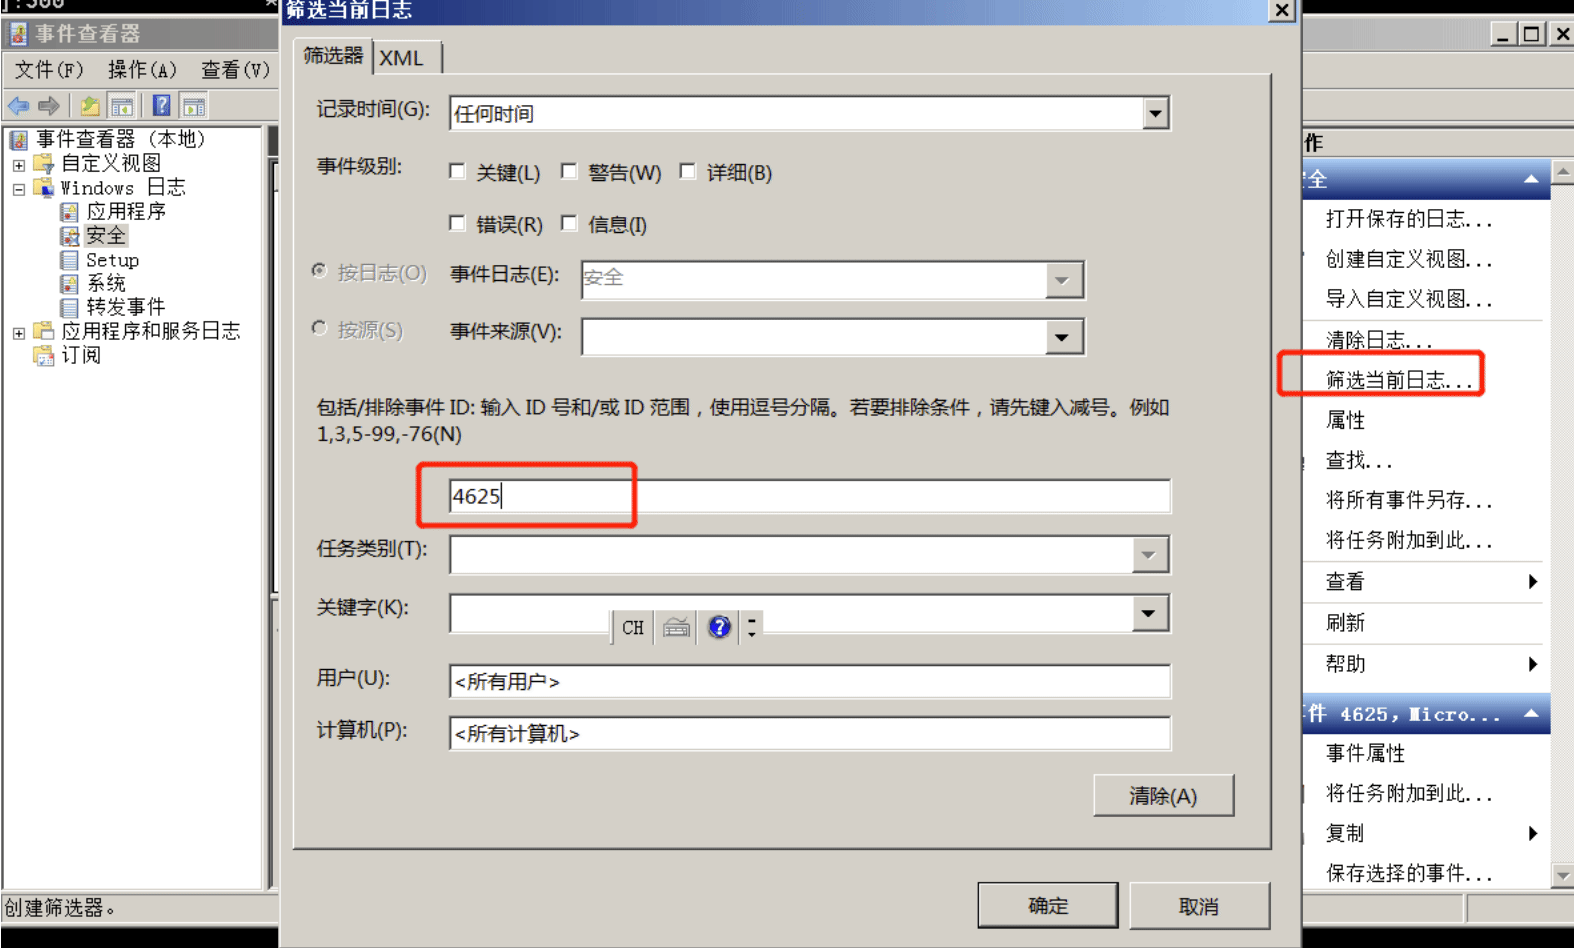 筛选当前日志
事件查看器
文件(F) 操作(A) 查看(V)
事件查看器 (本地)
自定义视图
Windows 日志
应用程序
安全
Setup
系统
转发事件
应用程序和服务日志
订阅
创建筛选器。
筛选器 XML
记录时间(G): 任何时间
事件级别: 关键(L) 警告(W) 详细(B)
错误(R) 信息(I)
按日志(O) 事件日志(E): 安全
按源(S) 事件来源(V):
包括/排除事件 ID: 输入 ID 号和/或 ID 范围，使用逗号分隔。若要排除条件，请先键入减号。例如
1,3,5-99,-76(N)
4625
任务类别(T):
关键字(K):
CH
用户(U): <所有用户>
计算机(P): <所有计算机>
清除(A)
确定 取消
作
全
打开保存的日志...
创建自定义视图...
导入自定义视图...
清除日志...
筛选当前日志...
属性
查找...
将所有事件另存...
将任务附加到此...
查看
刷新
帮助
件 4625，Micro...
事件属性
将任务附加到此...
复制
保存选择的事件...